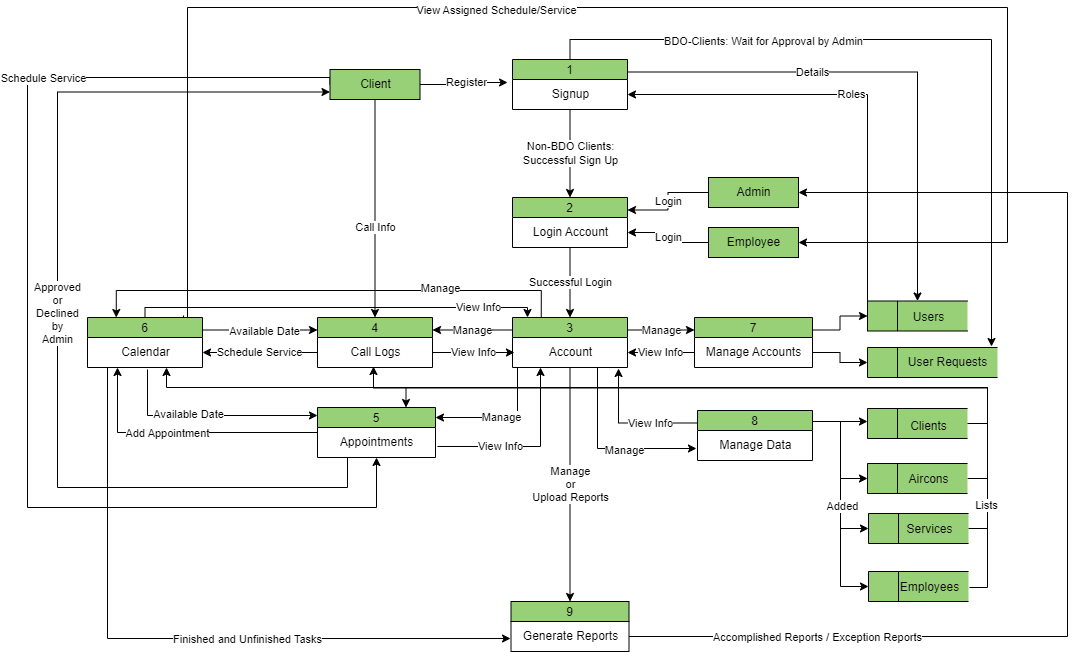 View Assigned Schedule/Service
BDO-Clients: Wait for Approval by Admin
Schedule Service
Client
Register
1
Signup
Details
Roles
Non-BDO Clients:
Successful Sign Up
Admin
Login
2
Login Account
Login
Employee
Call Info
Successful Login
Approved
or
Declined
by
Admin
Manage
View Info
6
Calendar
Available Date
Schedule Service
4
Call Logs
Manage
View Info
3
Account
Manage
View Info
7
Manage Accounts
Users
User Requests
Available Date
Add Appointment
5
Appointments
Manage
View Info
View Info
Manage
8
Manage Data
Clients
Aircons
Added
Lists
Services
Employees
Manage
or
Upload Reports
9
Generate Reports
Finished and Unfinished Tasks
Accomplished Reports / Exception Reports